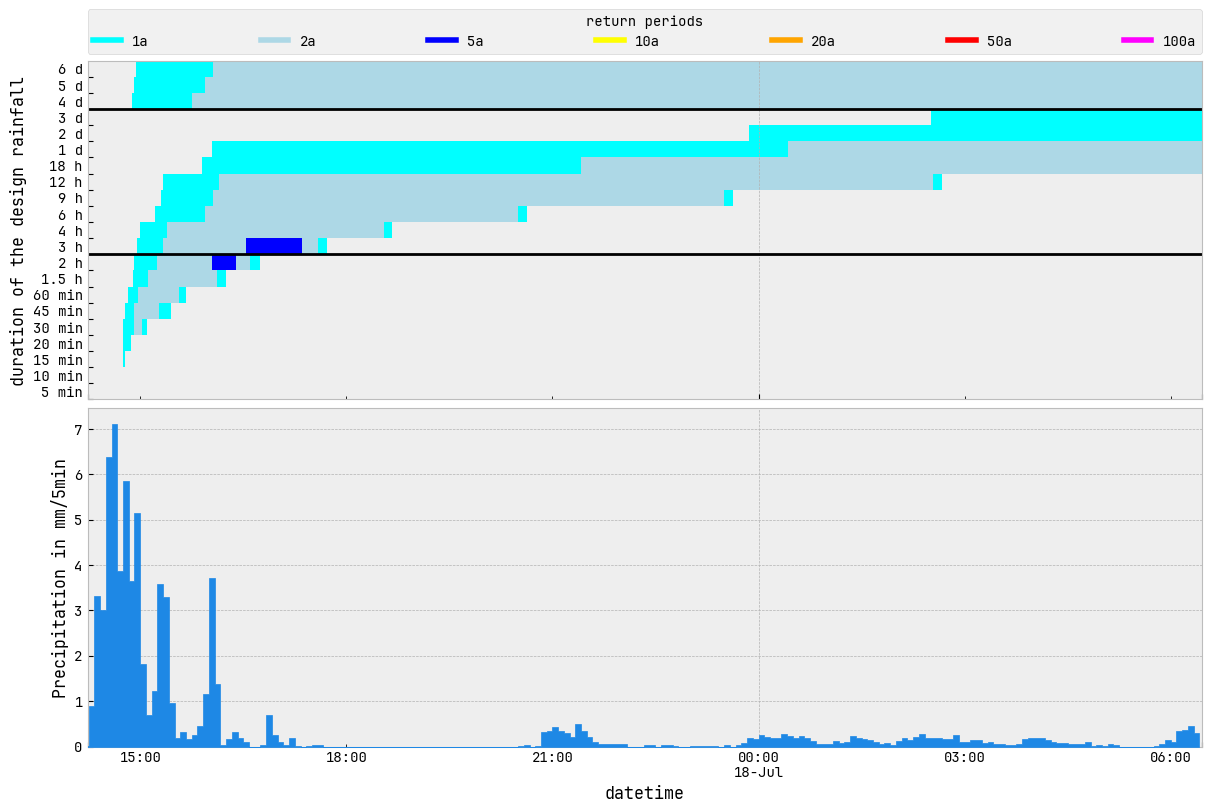 return periods
1a 2a 5a 10a 20a 50a 100a
duration of the design rainfall
6 d
5 d
4 d
3 d
2 d
1 d
18 h
12 h
9 h
6 h
4 h
3 h
2 h
1.5 h
60 min
45 min
30 min
20 min
15 min
10 min
5 min
Precipitation in mm/5min
7
6
5
4
3
2
1
0
15:00 18:00 21:00 00:00 03:00 06:00
18-Jul
datetime